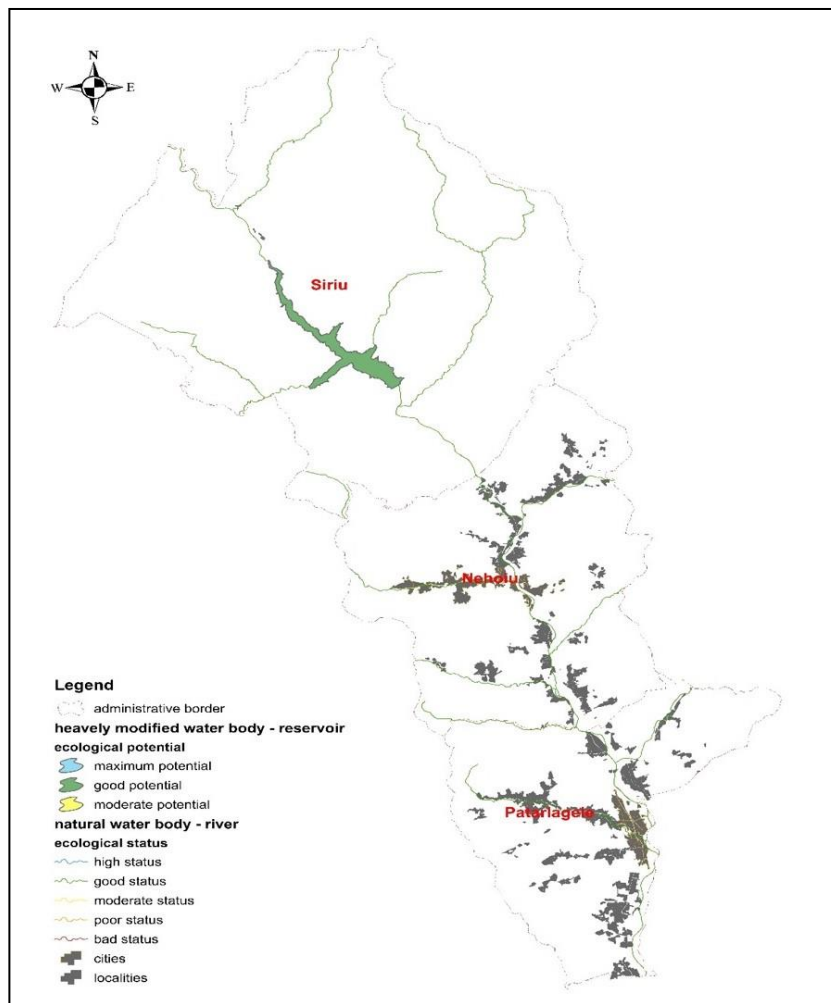 N
W E
S
Siriu
Nehoiu
Patarlagele
Legend
administrative border
heavely modified water body - reservoir
ecological potential
maximum potential
good potential
moderate potential
natural water body - river
ecological status
high status
good status
moderate status
poor status
bad status
cities
localities